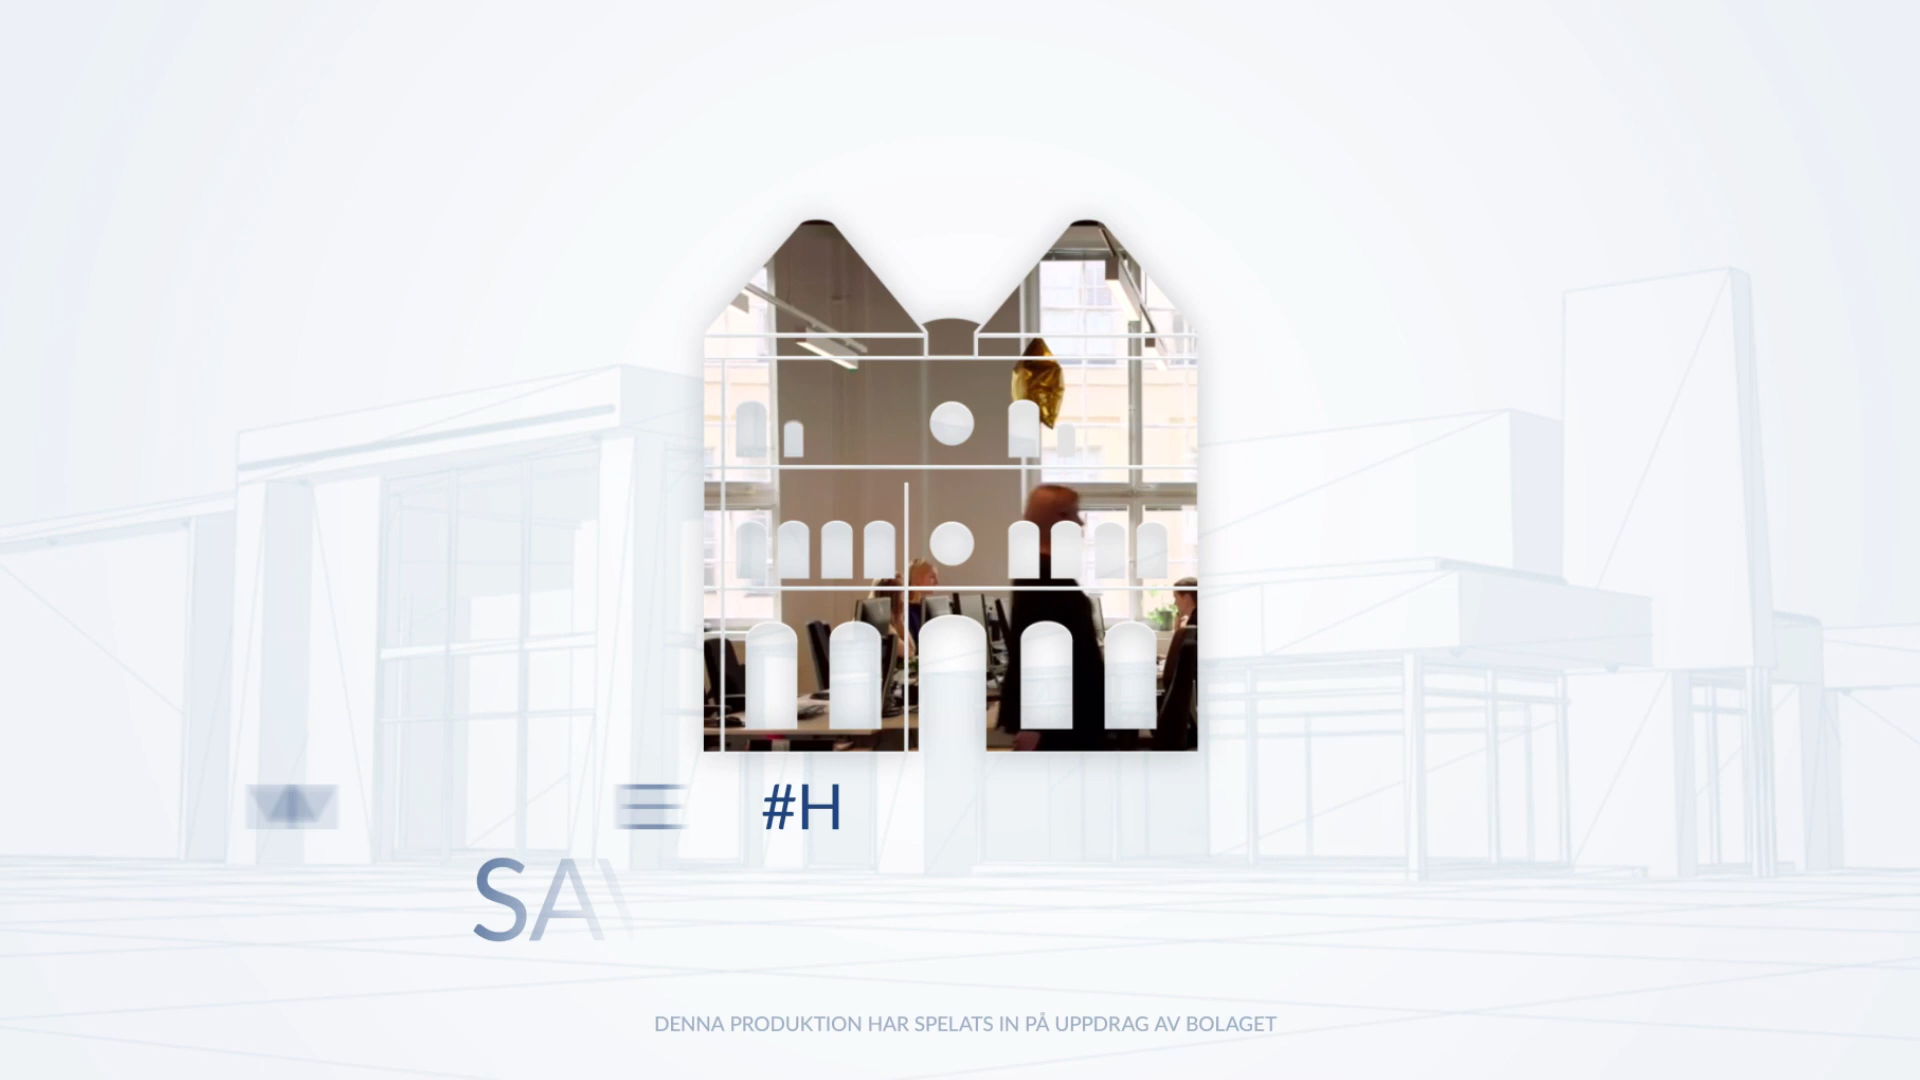 #H
SA
DENNA PRODUKTION HAR SPELATS IN PÅ UPPDRAG AV BOLAGET